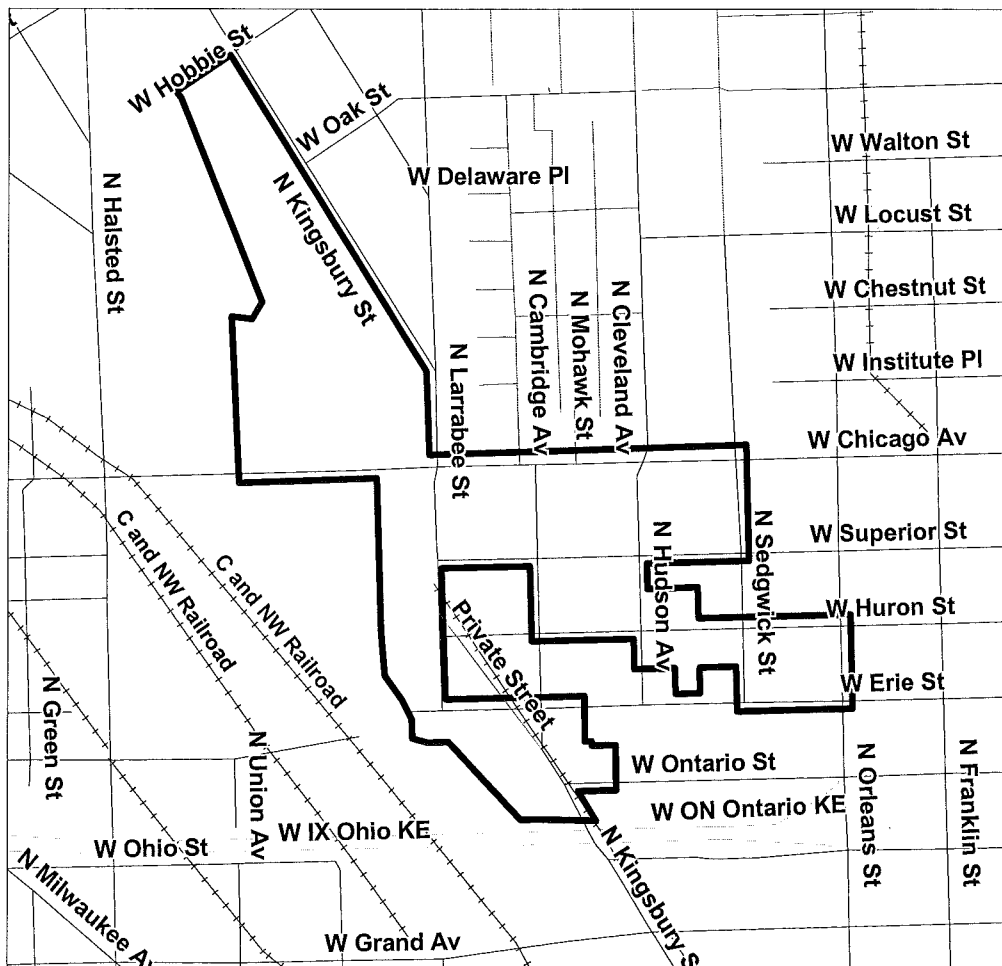 W Hobbie St
W Oak St
W Walton St
W Delaware Pl
N Halsted St
N Kingsbury St
W Locust St
N Cambridge Av
N Mohawk St
N Cleveland Av
W Chestnut St
N Larrabee St
W Institute Pl
W Chicago Av
C and NW Railroad
C and NW Railroad
N Hudson Av
N Sedgwick St
W Superior St
Private Street
W Huron St
W Erie St
N Green St
N Union Av
W Ontario St
N Orleans St
N Franklin St
W ON Ontario KE
W IX Ohio KE
W Ohio St
N Kingsbury S
N Milwaukee Av
W Grand Av